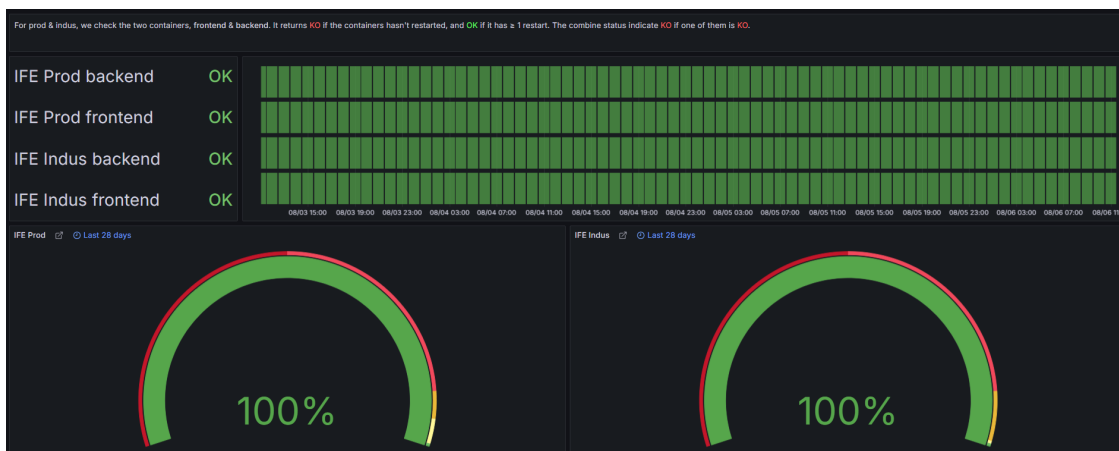 For prod & indus, we check the two containers, frontend & backend. It returns KO if the containers hasn't restarted, and OK if it has ≥ 1 restart. The combine status indicate KO if one of them is KO.
IFE Prod backend OK
IFE Prod frontend OK
IFE Indus backend OK
IFE Indus frontend OK
08/03 15:00 08/03 19:00 08/03 23:00 08/04 03:00 08/04 07:00 08/04 11:00 08/04 15:00 08/04 19:00 08/04 23:00 08/05 03:00 08/05 07:00 08/05 11:00 08/05 15:00 08/05 19:00 08/05 23:00 08/06 03:00 08/06 07:00 08/06 11
IFE Prod Last 28 days
IFE Indus Last 28 days
100%
100%